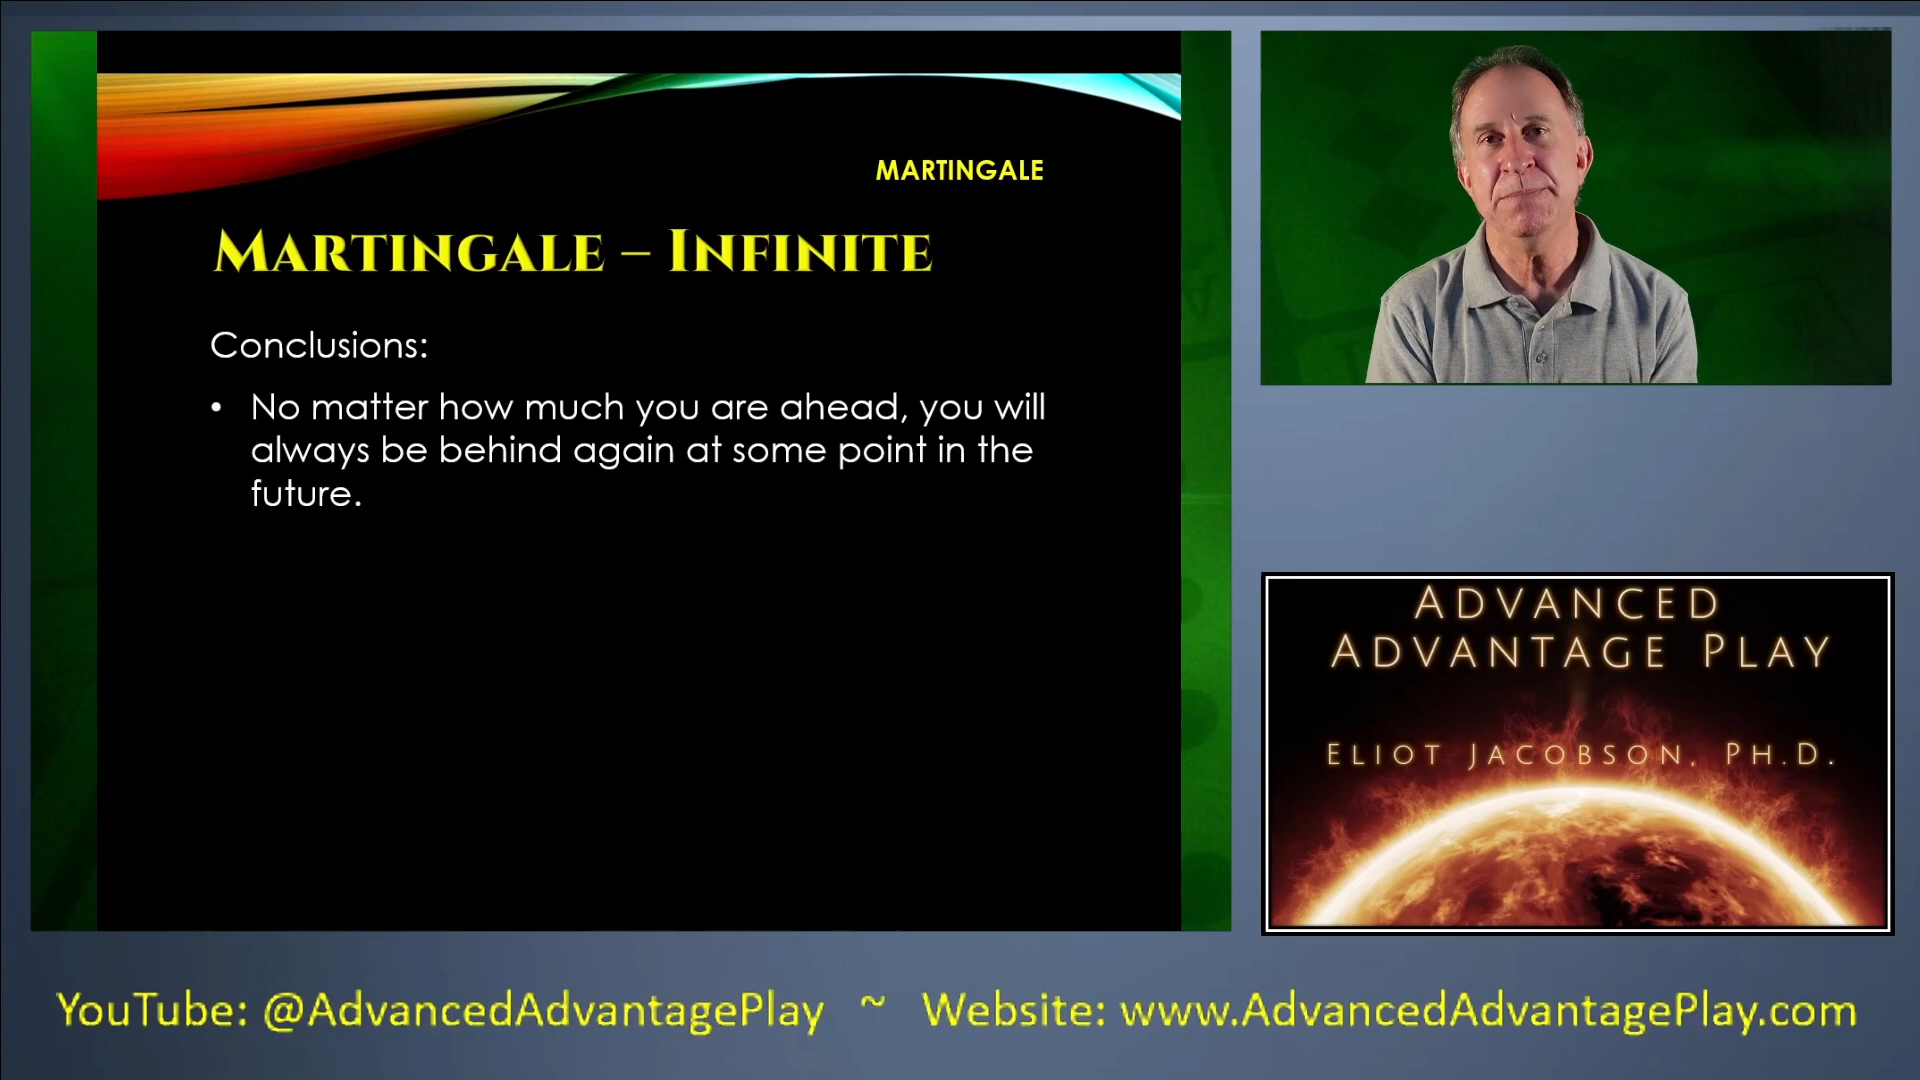 MARTINGALE
MARTINGALE – INFINITE
Conclusions:
• No matter how much you are ahead, you will
always be behind again at some point in the
future.
ADVANCED
ADVANTAGE PLAY
ELIOT JACOBSON, PH.D.
YouTube: @AdvancedAdvantagePlay ~ Website: www.AdvancedAdvantagePlay.com